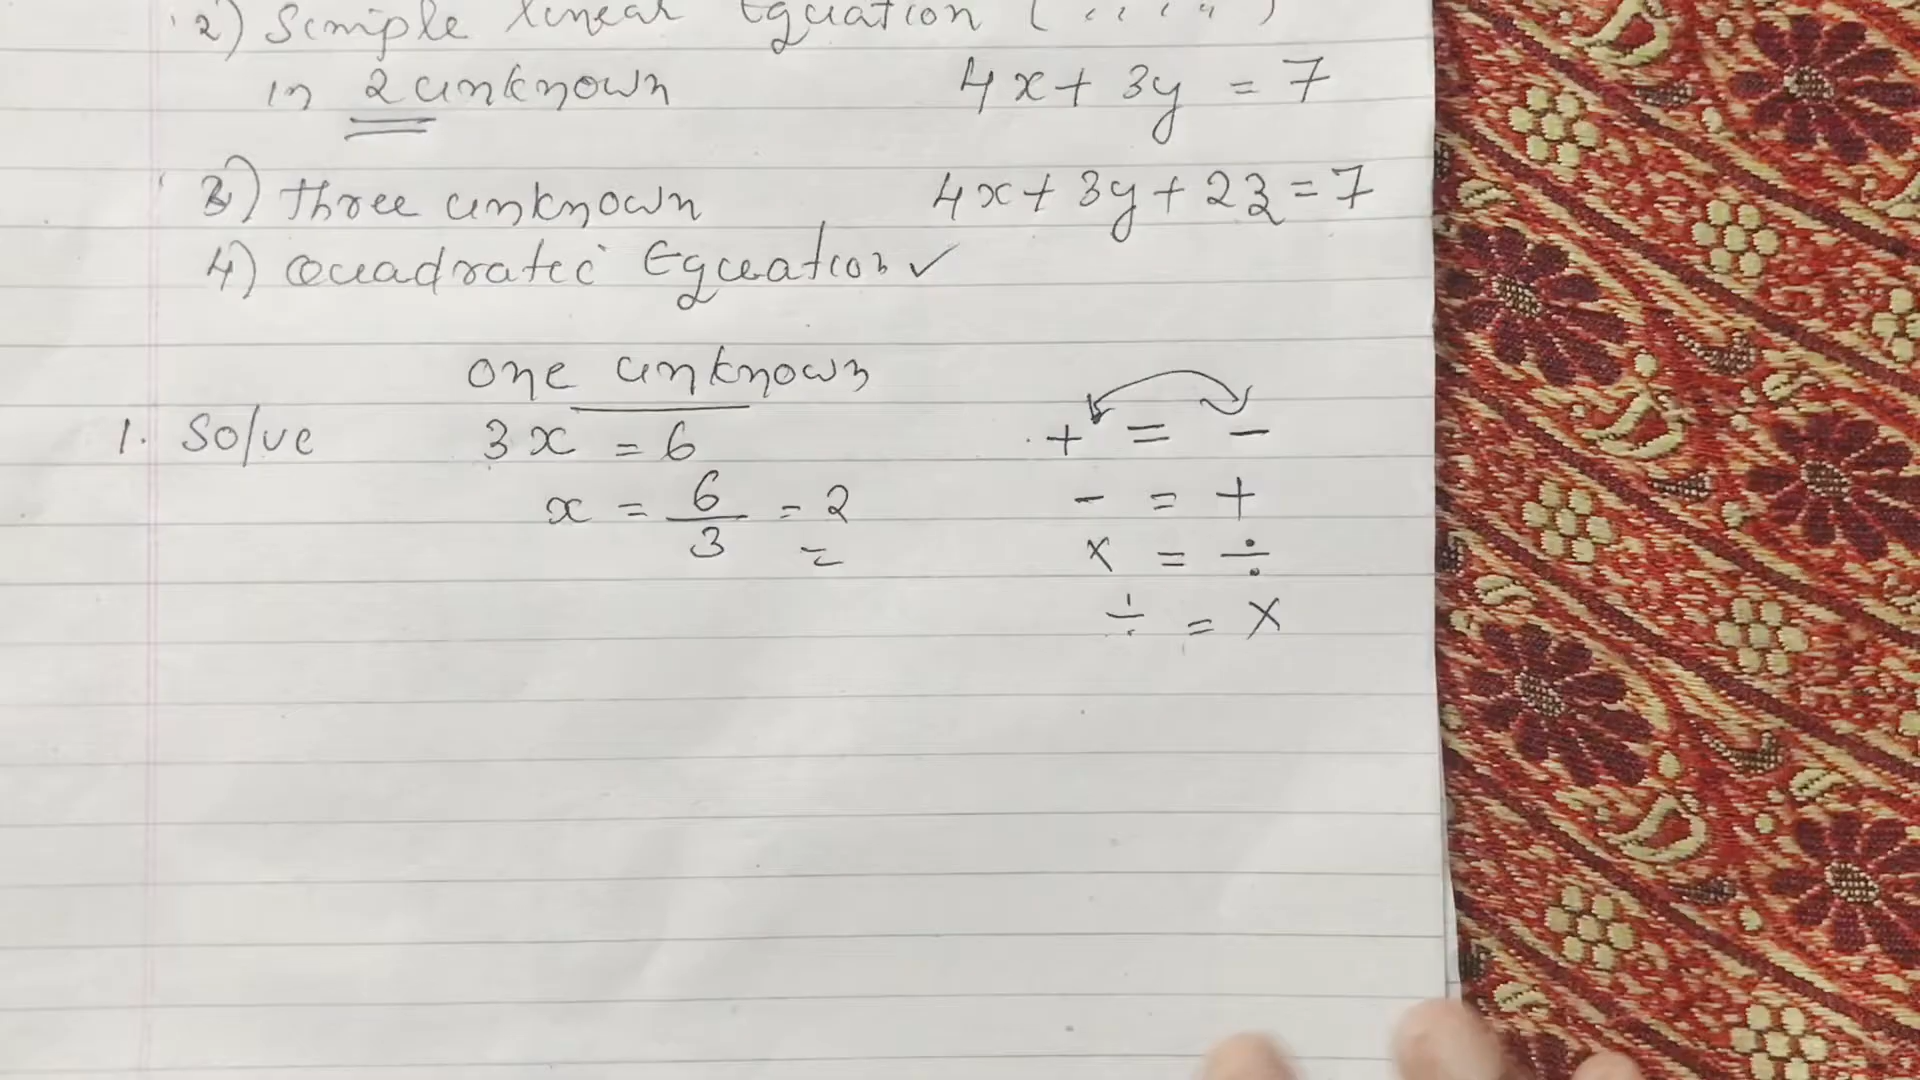 2) Simple linear Equation ( , , , , )
in 2 unknown 4x + 3y = 7
3) three unknown 4x + 3y + 2z = 7
4) Quadratic Equation ✓
one unknown
1. Solve 3x = 6 + = -
x = 6/3 = 2 - = +
× = ÷
÷ = ×